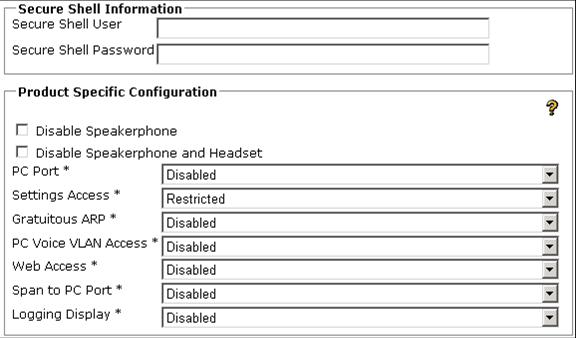 Secure Shell Information
Secure Shell User
Secure Shell Password
Product Specific Configuration
?
Disable Speakerphone
Disable Speakerphone and Headset
PC Port * Disabled
Settings Access * Restricted
Gratuitous ARP * Disabled
PC Voice VLAN Access * Disabled
Web Access * Disabled
Span to PC Port * Disabled
Logging Display * Disabled